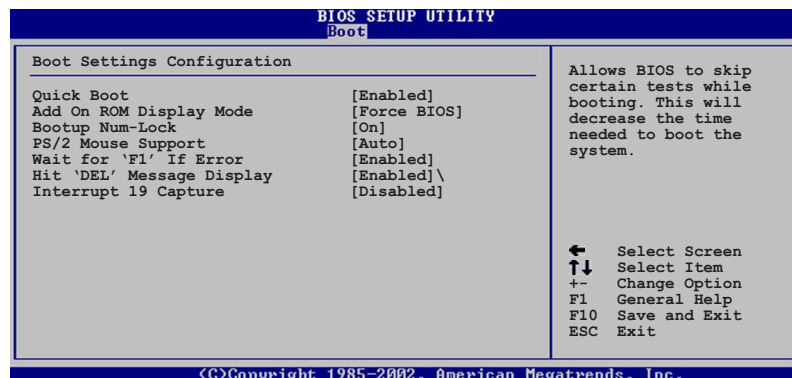 BIOS SETUP UTILITY
Boot
Boot Settings Configuration
Quick Boot [Enabled]
Add On ROM Display Mode [Force BIOS]
Bootup Num-Lock [On]
PS/2 Mouse Support [Auto]
Wait for ‘F1’ If Error [Enabled]
Hit ‘DEL’ Message Display [Enabled]\
Interrupt 19 Capture [Disabled]
Allows BIOS to skip
certain tests while
booting. This will
decrease the time
needed to boot the
system.
← Select Screen
↑↓ Select Item
+- Change Option
F1 General Help
F10 Save and Exit
ESC Exit
(C)Copyright 1985-2002, American Megatrends, Inc.